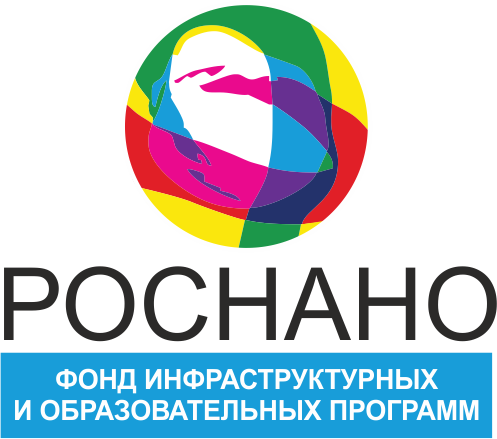 РОСНАНО
ФОНД ИНФРАСТРУКТУРНЫХ
И ОБРАЗОВАТЕЛЬНЫХ ПРОГРАММ